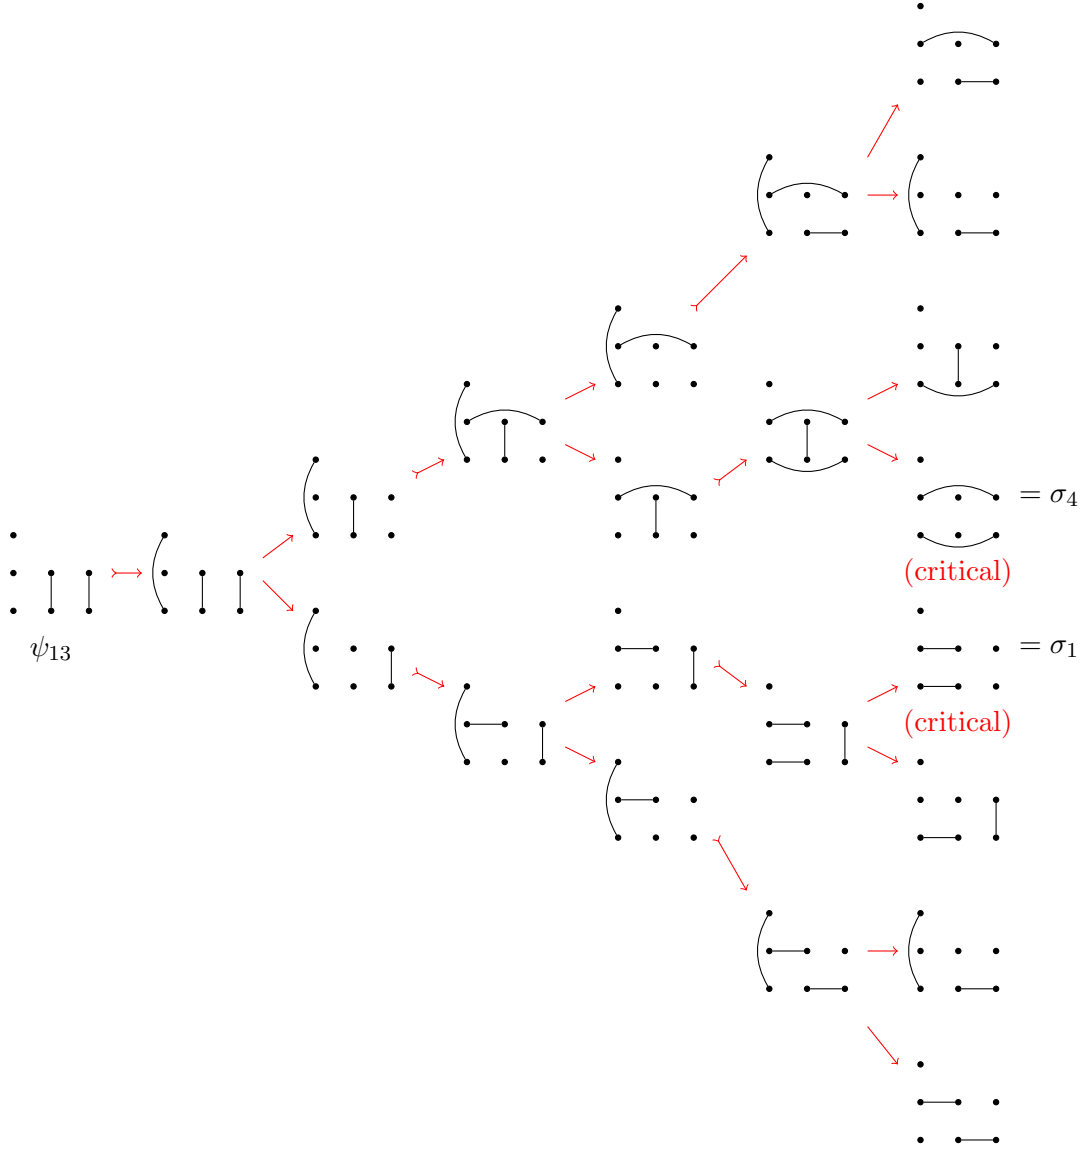 = σ₄
(critical)
ψ₁₃
= σ₁
(critical)